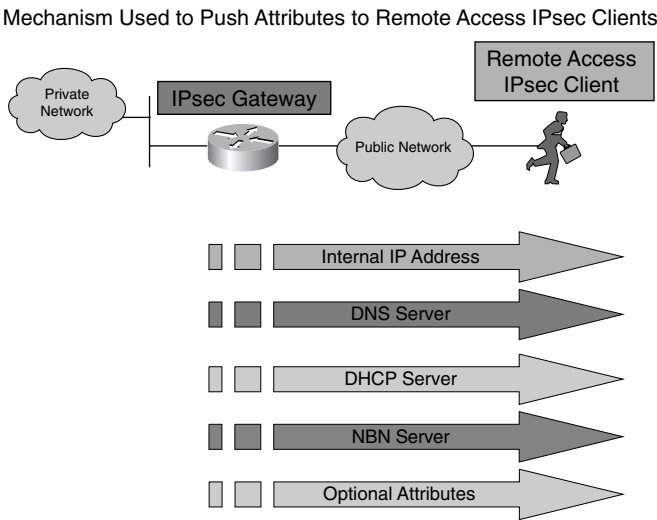 Mechanism Used to Push Attributes to Remote Access IPsec Clients
Remote Access
IPsec Client
Private
Network
IPsec Gateway
Public Network
Internal IP Address
DNS Server
DHCP Server
NBN Server
Optional Attributes